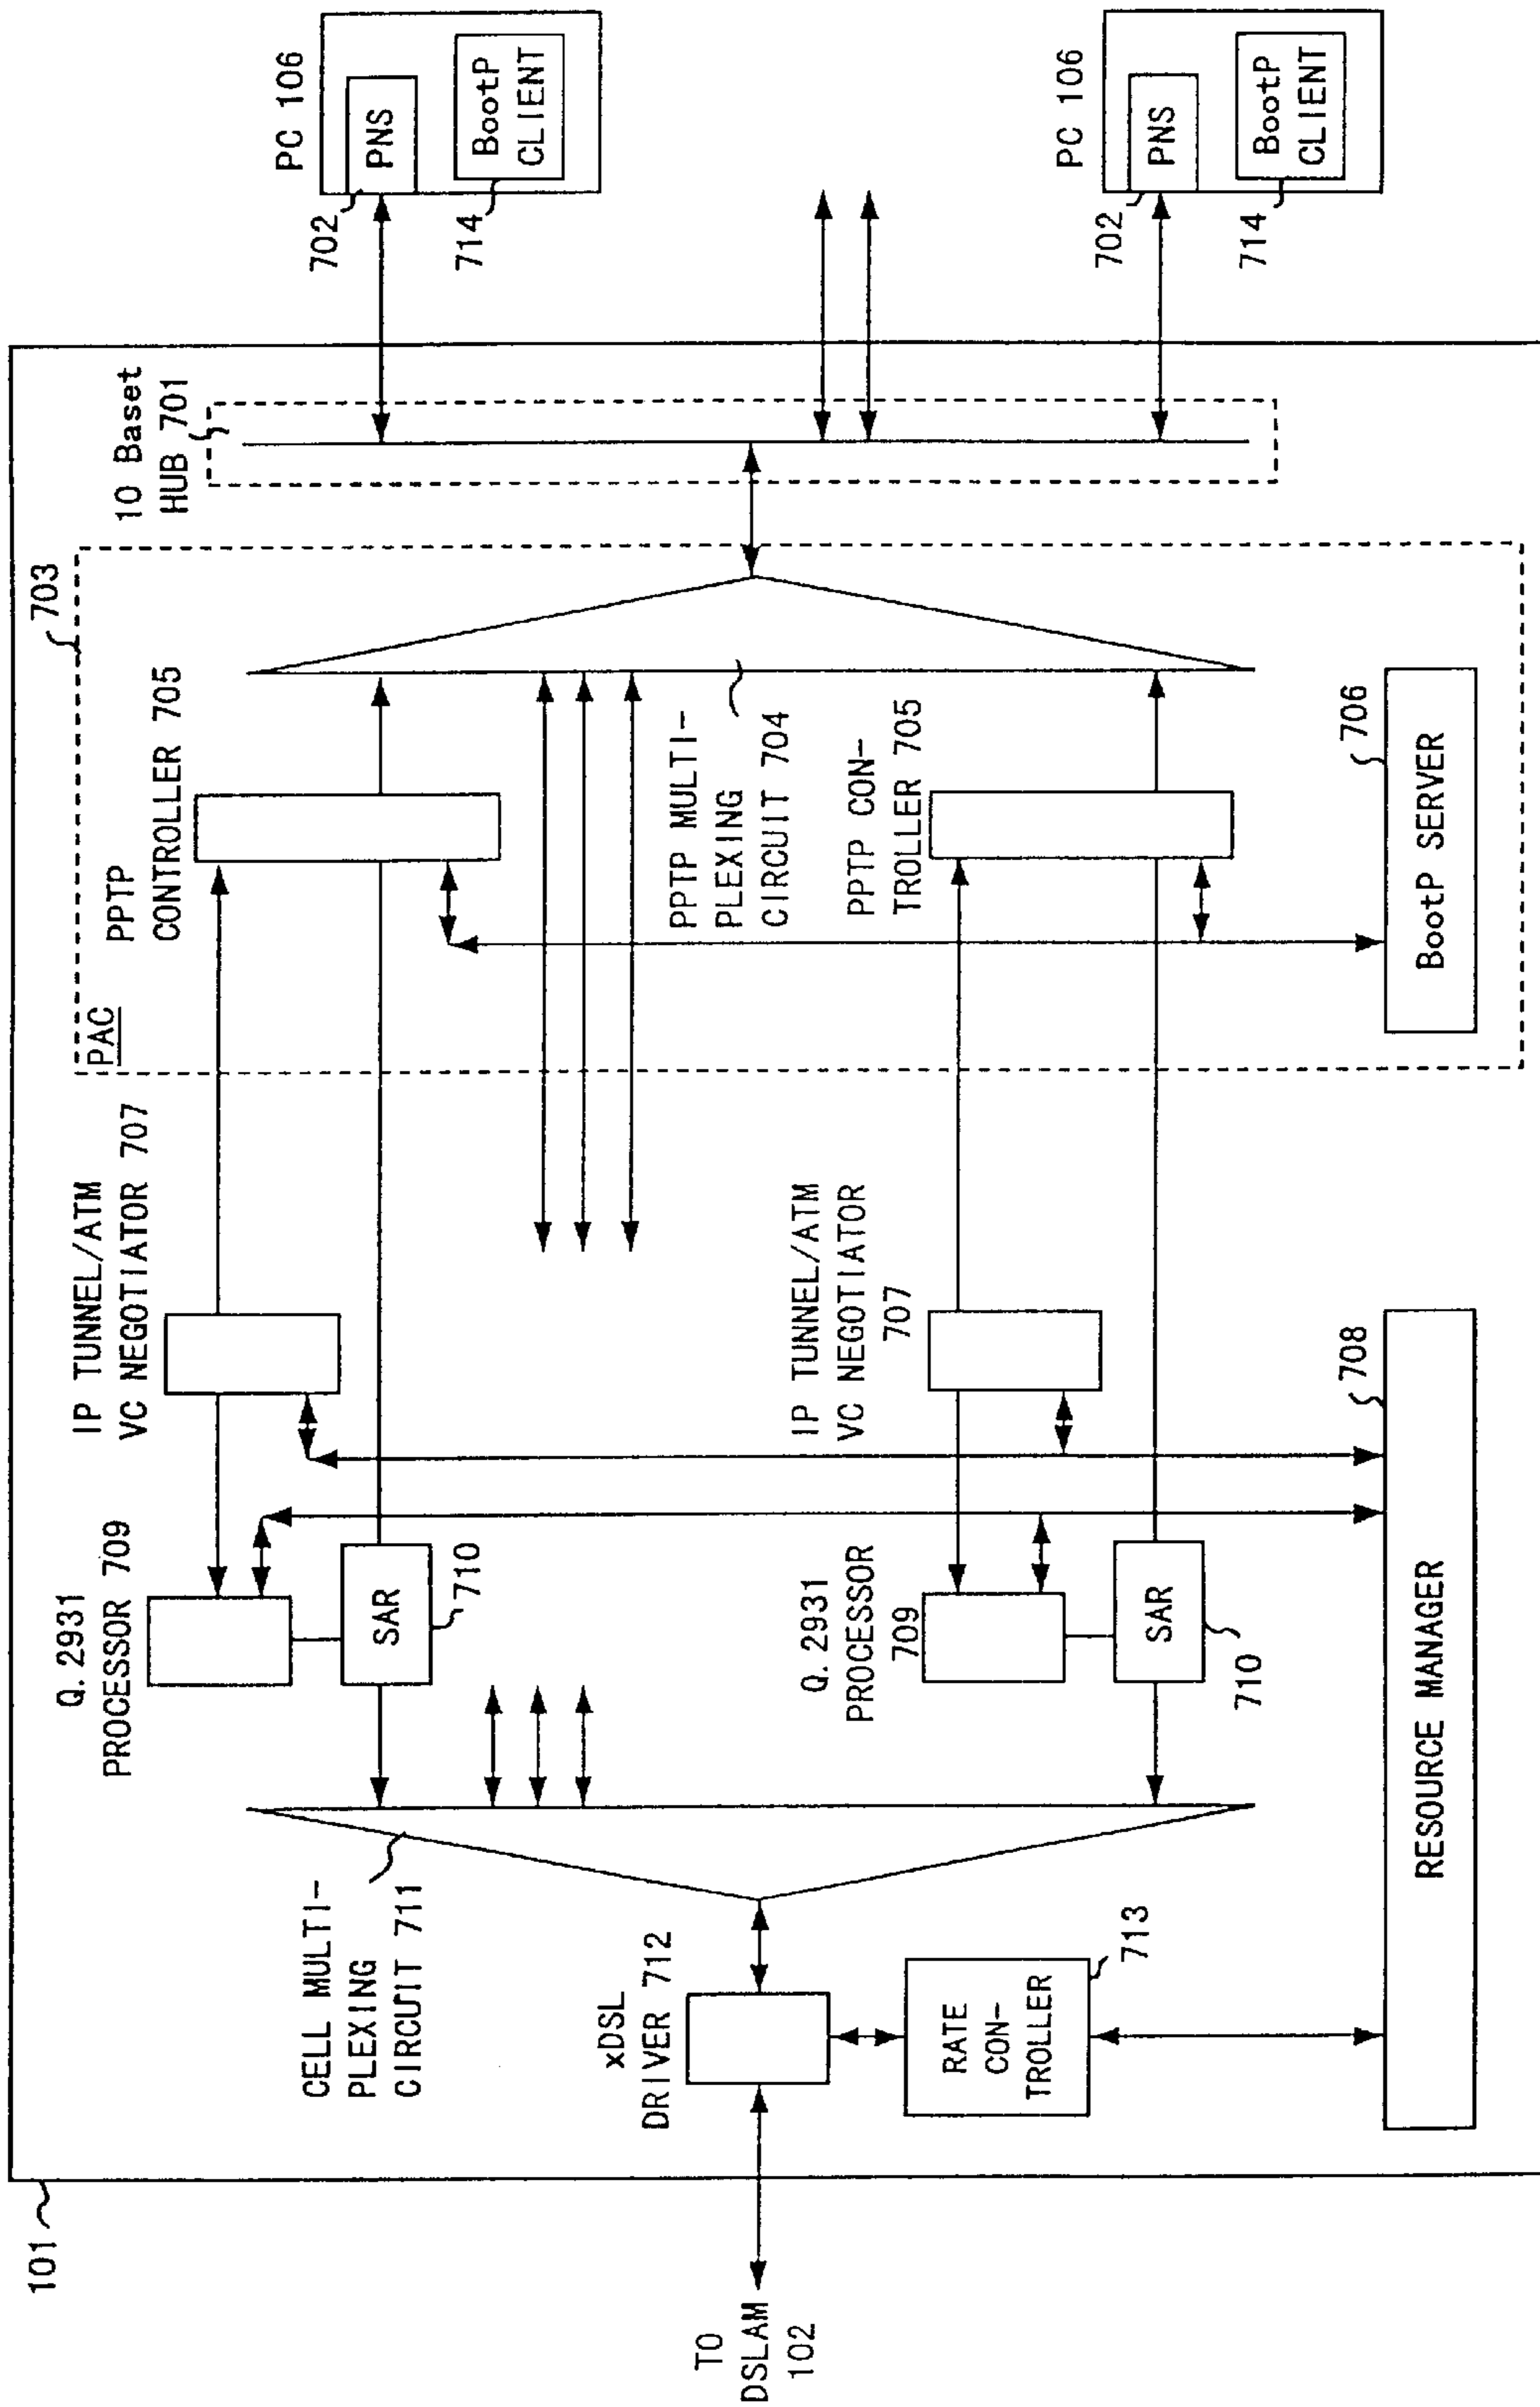 101
703
PAC
PPTP
CONTROLLER 705
10 Baset
HUB 701
PC 106
PNS
702
BootP
CLIENT
714
IP TUNNEL/ATM
VC NEGOTIATOR 707
Q. 2931
PROCESSOR 709
SAR
710
CELL MULTI-
PLEXING
CIRCUIT 711
PPTP MULTI-
PLEXING
CIRCUIT 704
xDSL
DRIVER 712
TO
DSLAM
102
RATE
CON-
TROLLER
713
Q. 2931
PROCESSOR
709
SAR
710
IP TUNNEL/ATM
VC NEGOTIATOR
707
PPTP CON-
TROLLER 705
PC 106
PNS
702
BootP
CLIENT
714
RESOURCE MANAGER
708
BootP SERVER
706